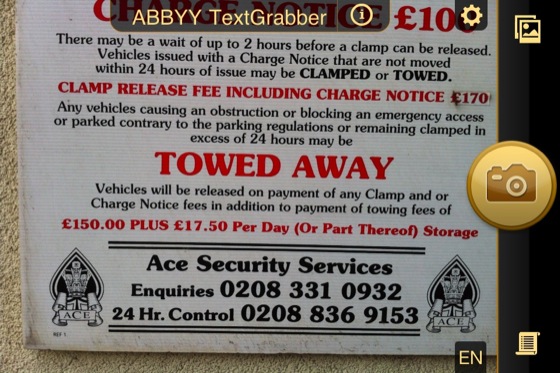 CHARGE NOTICE £100
ABBYY TextGrabber
There may be a wait of up to 2 hours before a clamp can be released.
Vehicles issued with a Charge Notice that are not moved
within 24 hours of issue may be CLAMPED or TOWED.
CLAMP RELEASE FEE INCLUDING CHARGE NOTICE £170
Any vehicles causing an obstruction or blocking an emergency access
or parked contrary to the parking regulations or remaining clamped in
excess of 24 hours may be
TOWED AWAY
Vehicles will be released on payment of any Clamp and or
Charge Notice fees in addition to payment of towing fees of
£150.00 PLUS £17.50 Per Day (Or Part Thereof) Storage
Ace Security Services
Enquiries 0208 331 0932
24 Hr. Control 0208 836 9153
ACE
ACE
REF 1.
EN